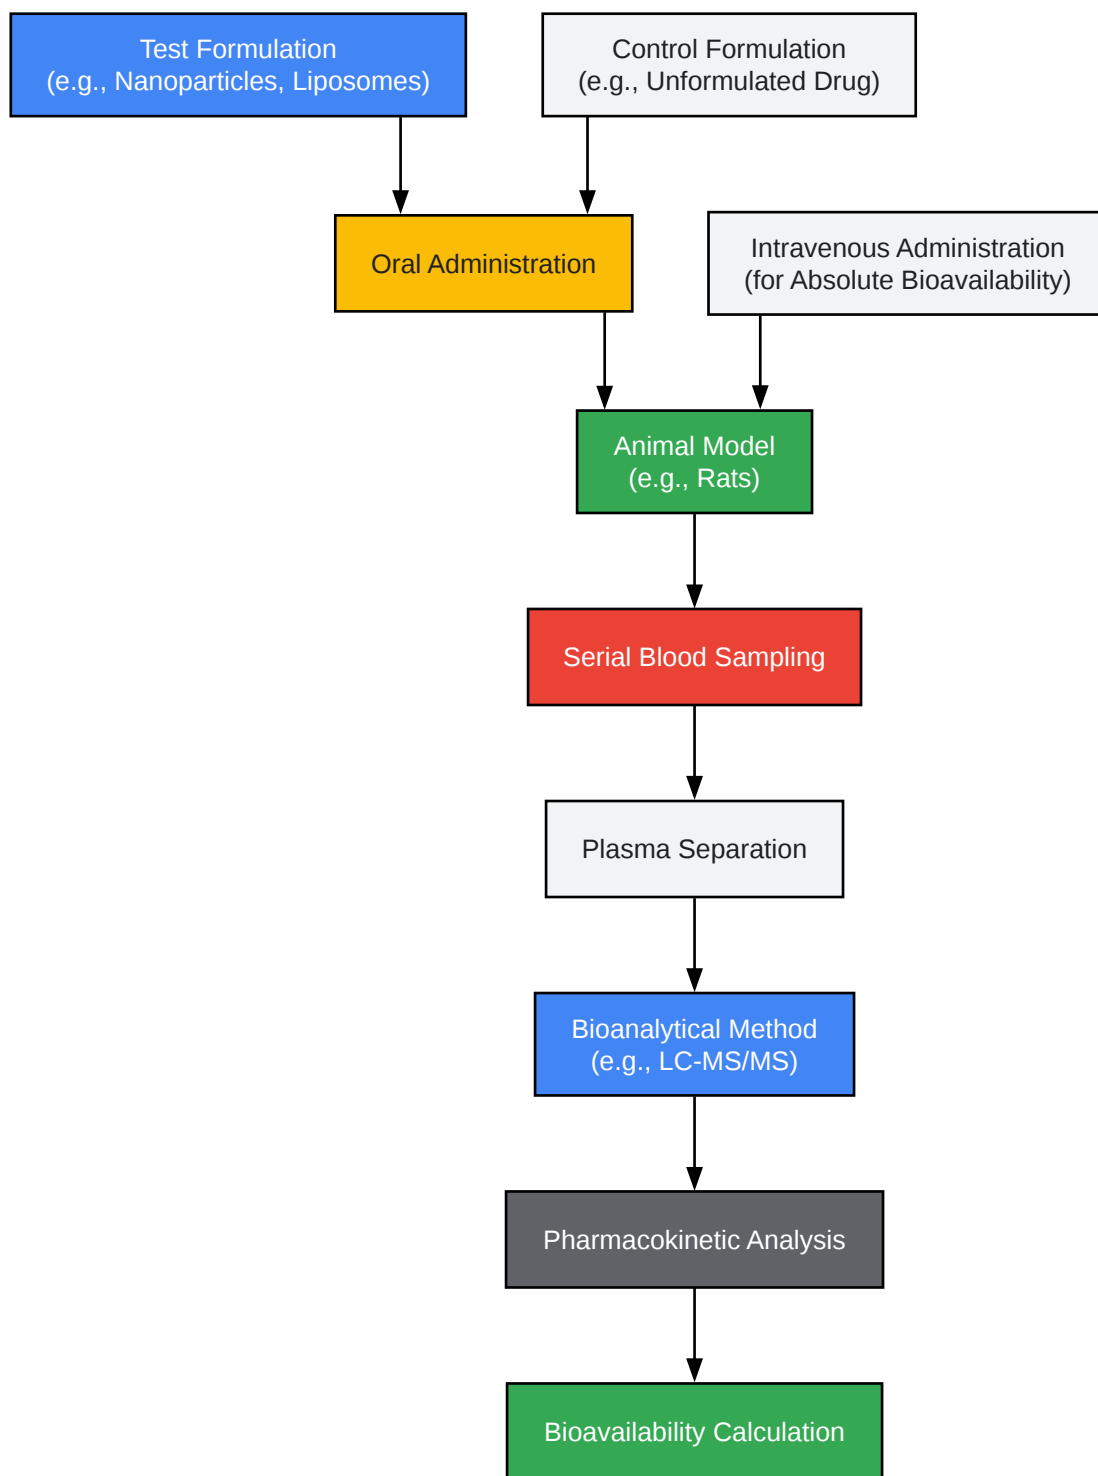 Test Formulation
(e.g., Nanoparticles, Liposomes)
Control Formulation
(e.g., Unformulated Drug)
Oral Administration
Intravenous Administration
(for Absolute Bioavailability)
Animal Model
(e.g., Rats)
Serial Blood Sampling
Plasma Separation
Bioanalytical Method
(e.g., LC-MS/MS)
Pharmacokinetic Analysis
Bioavailability Calculation